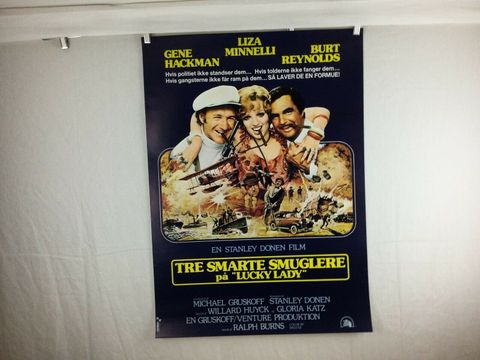 GENE HACKMAN
LIZA MINNELLI
BURT REYNOLDS
Hvis politiet ikke standser dem... Hvis tolderne ikke fanger dem...
Hvis gangsterne ikke får ram på dem... SÅ LAVER DE EN FORMUE!
EN STANLEY DONEN FILM
TRE SMARTE SMUGLERE
på "LUCKY LADY"
MICHAEL GRUSKOFF STANLEY DONEN
WILLARD HUYCK GLORIA KATZ
EN GRUSKOFF/VENTURE PRODUKTION
RALPH BURNS